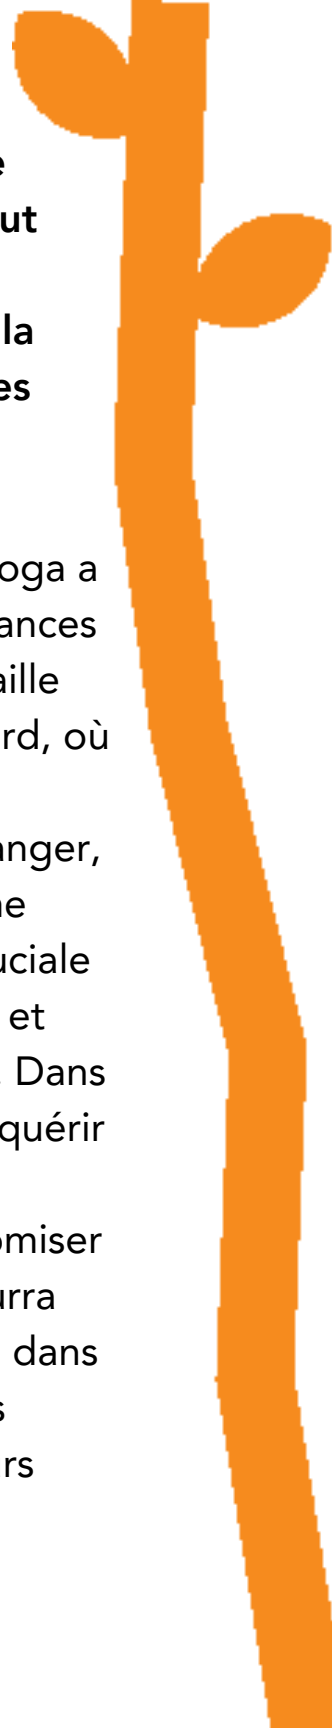 e
ut
la
es
oga a
ances
aille
rd, où
anger,
ne
uciale
et
. Dans
quérir
omiser
urra
dans
s
rs